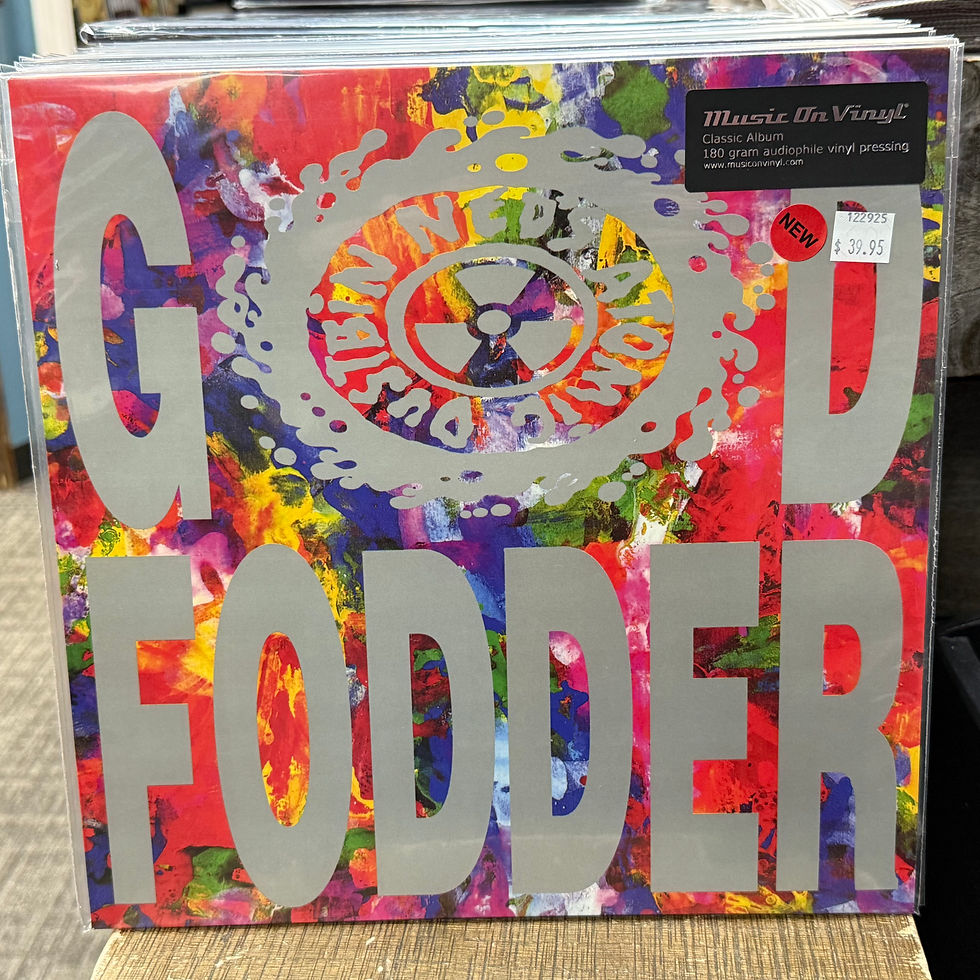 Music On Vinyl
Classic Album
180 gram audiophile vinyl pressing
www.musiconvinyl.com
NEW
122925
$ 39.95
G D
NED'S ATOMIC DUSTBIN
FODDER